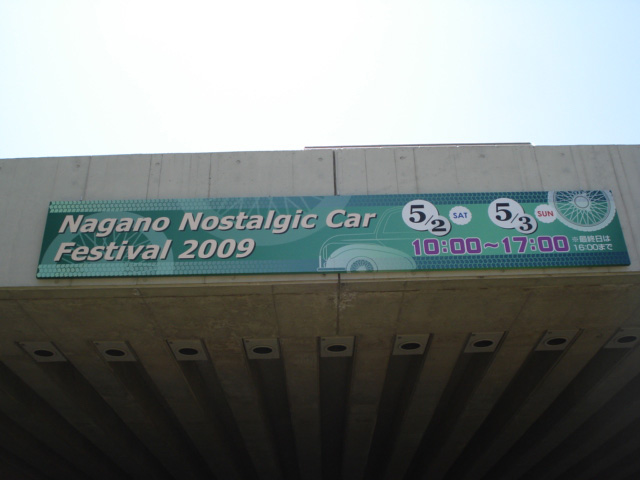 Nagano Nostalgic Car
Festival 2009
5/2 SAT 5/3 SUN
10:00～17:00
※最終日は
16:00まで